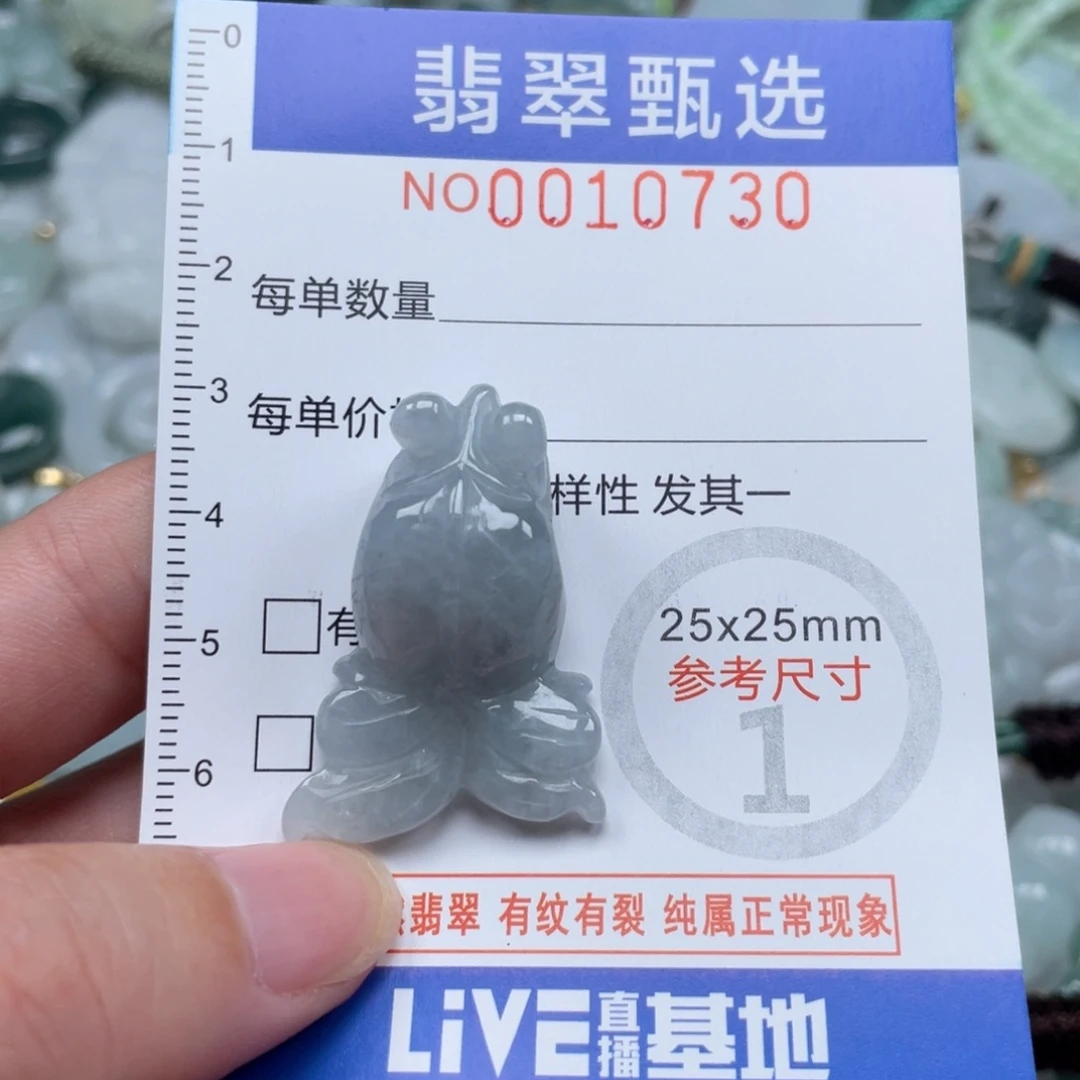 0
翡翠甄选
1
NO0010730
2
每单数量
3
每单价
4
样性 发其一
5
有
25x25mm
参考尺寸
1
6
翡翠 有纹有裂 纯属正常现象
LiVE直播基地